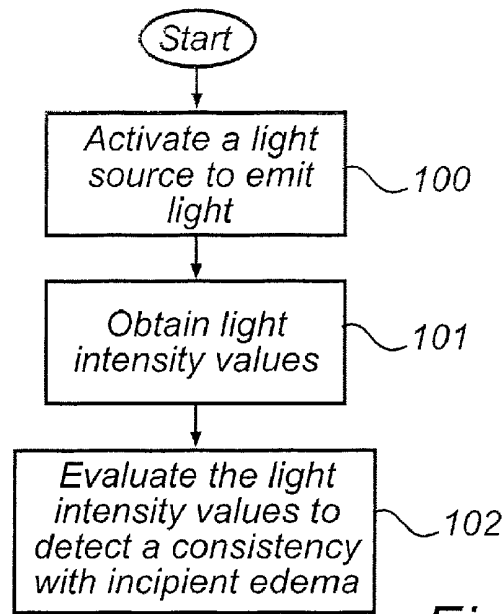 Start
Activate a light
source to emit
light
100
Obtain light
intensity values
101
Evaluate the light
intensity values to
detect a consistency
with incipient edema
102